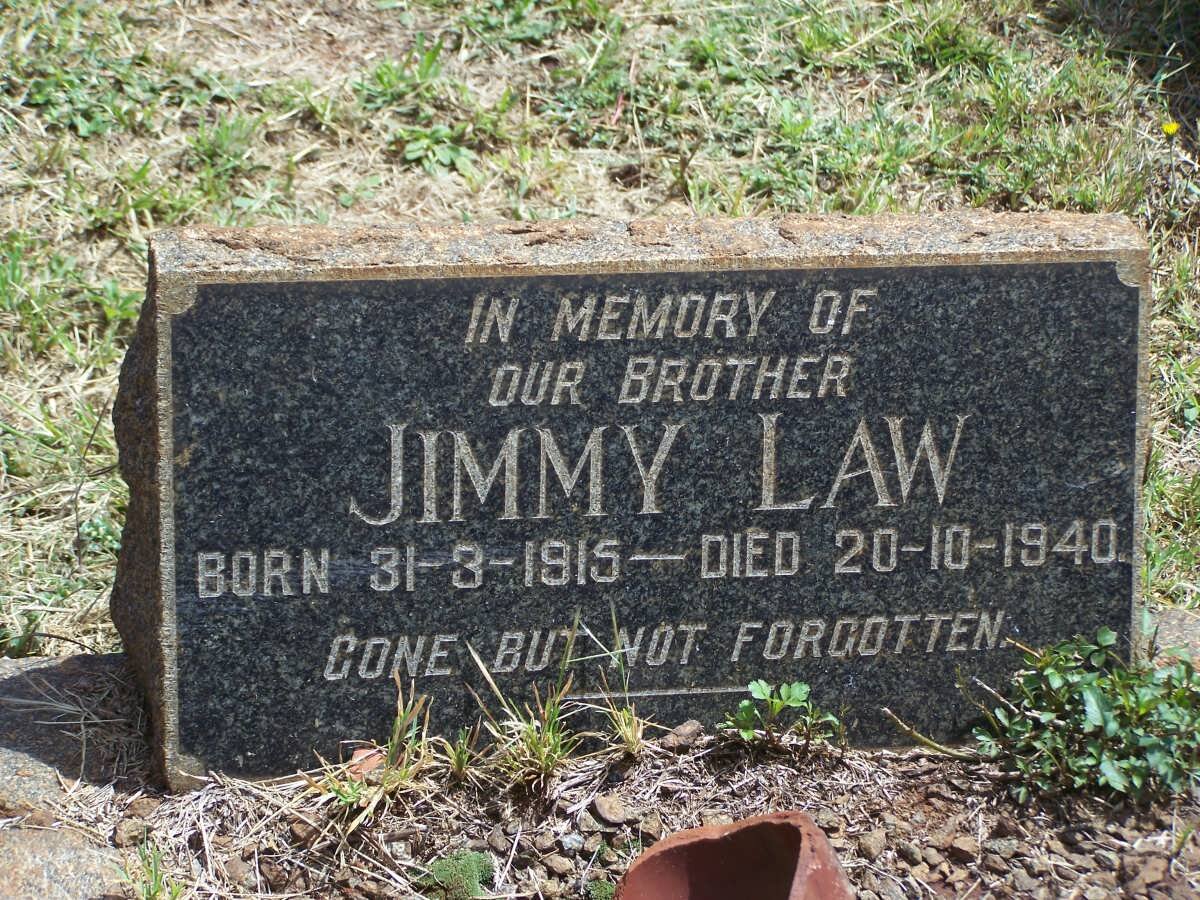 IN MEMORY OF
OUR BROTHER
JIMMY LAW
BORN 31-3-1915 — DIED 20-10-1940.
GONE BUT NOT FORGOTTEN.